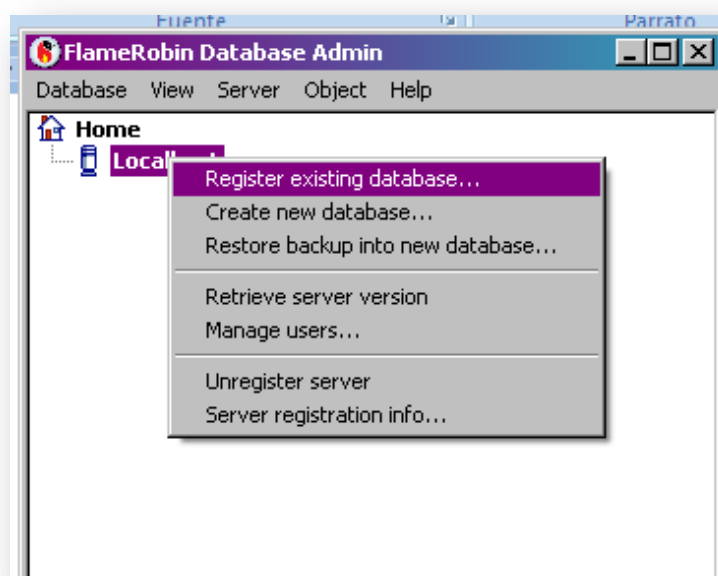 Fuente
Parrato
FlameRobin Database Admin
Database View Server Object Help
Home
Register existing database...
Create new database...
Restore backup into new database...
Retrieve server version
Manage users...
Unregister server
Server registration info...